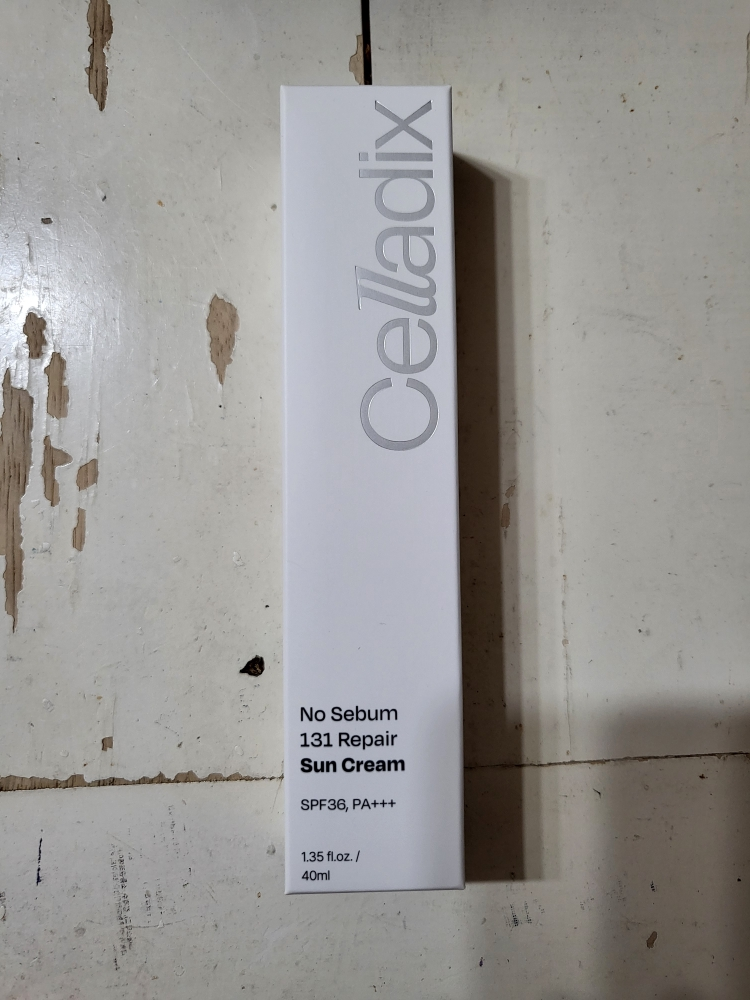 Celladix
No Sebum
131 Repair
Sun Cream
SPF36, PA+++
1.35 fl.oz. /
40ml